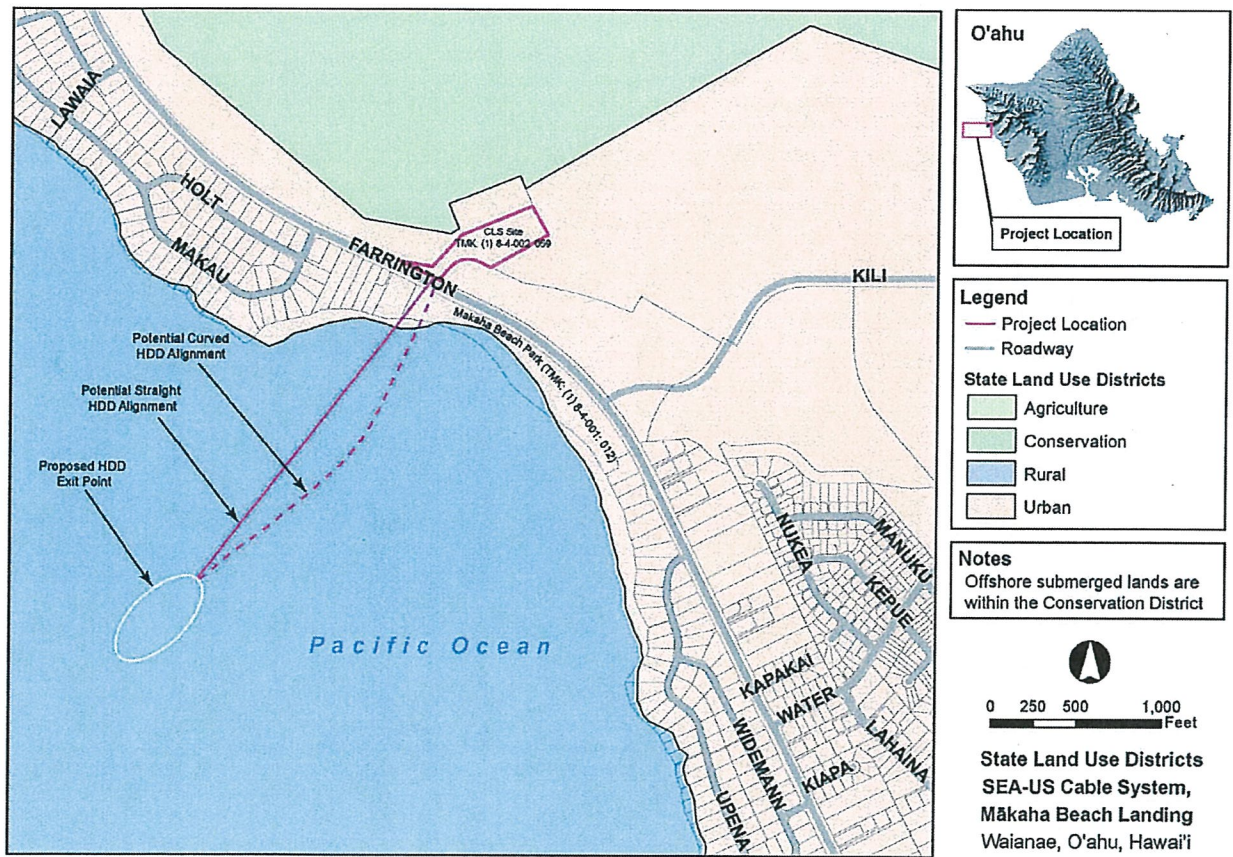 LAWAIA
HOLT
MAKAU
FARRINGTON
CLS Site
TMK: (1) 8-4-002: 059
KILI
Makaha Beach Park (TMK: (1) 8-4-001: 012)
Potential Curved
HDD Alignment
Potential Straight
HDD Alignment
Proposed HDD
Exit Point
Pacific Ocean
NUKEA
MANUKU
KEPUE
KAPAKAI
WATER
LAHAINA
WIDEMANN
KIAPA
UPENA
O'ahu
Project Location
Legend
Project Location
Roadway
State Land Use Districts
Agriculture
Conservation
Rural
Urban
Notes
Offshore submerged lands are
within the Conservation District
0 250 500 1,000
Feet
State Land Use Districts
SEA-US Cable System,
Mākaha Beach Landing
Waianae, O'ahu, Hawai'i